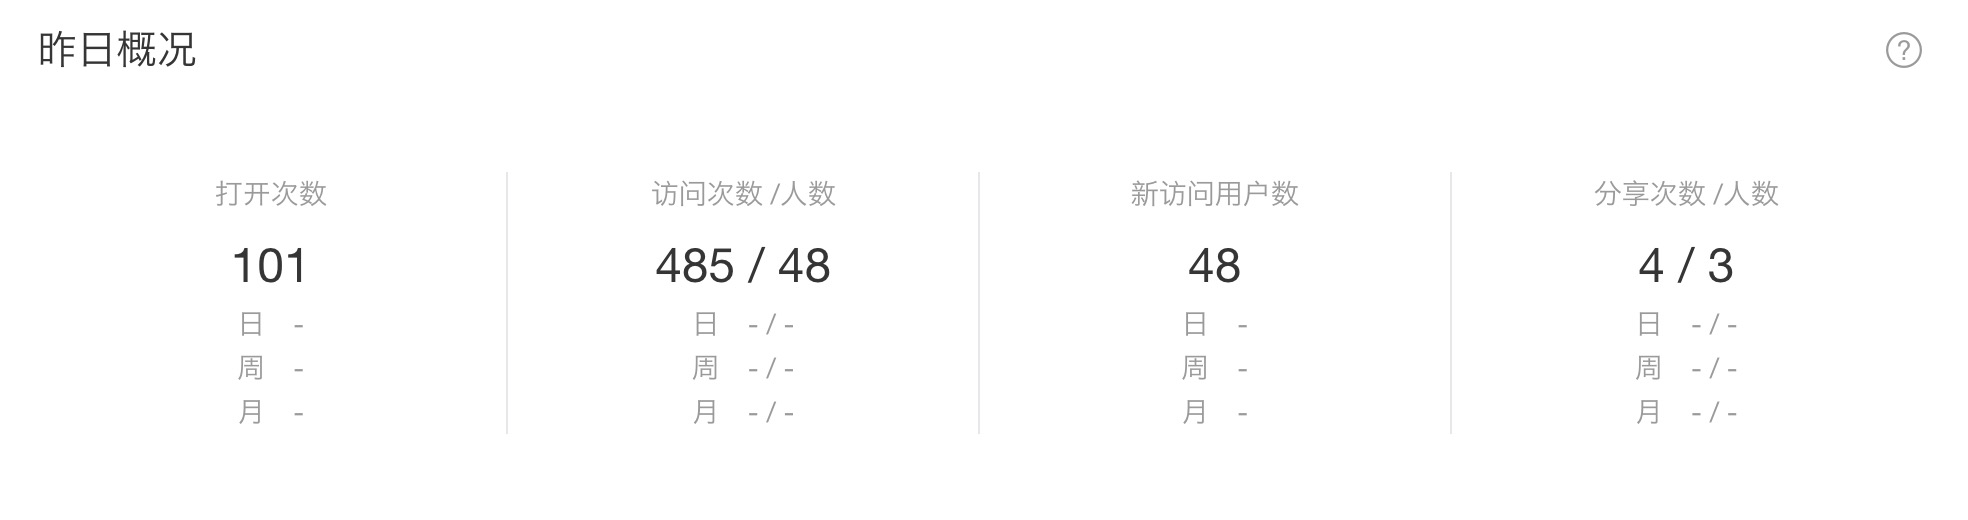 昨日概况
?
打开次数 访问次数 /人数 新访问用户数 分享次数 /人数
101 485 / 48 48 4 / 3
日 - 日 - / - 日 - 日 - / -
周 - 周 - / - 周 - 周 - / -
月 - 月 - / - 月 - 月 - / -